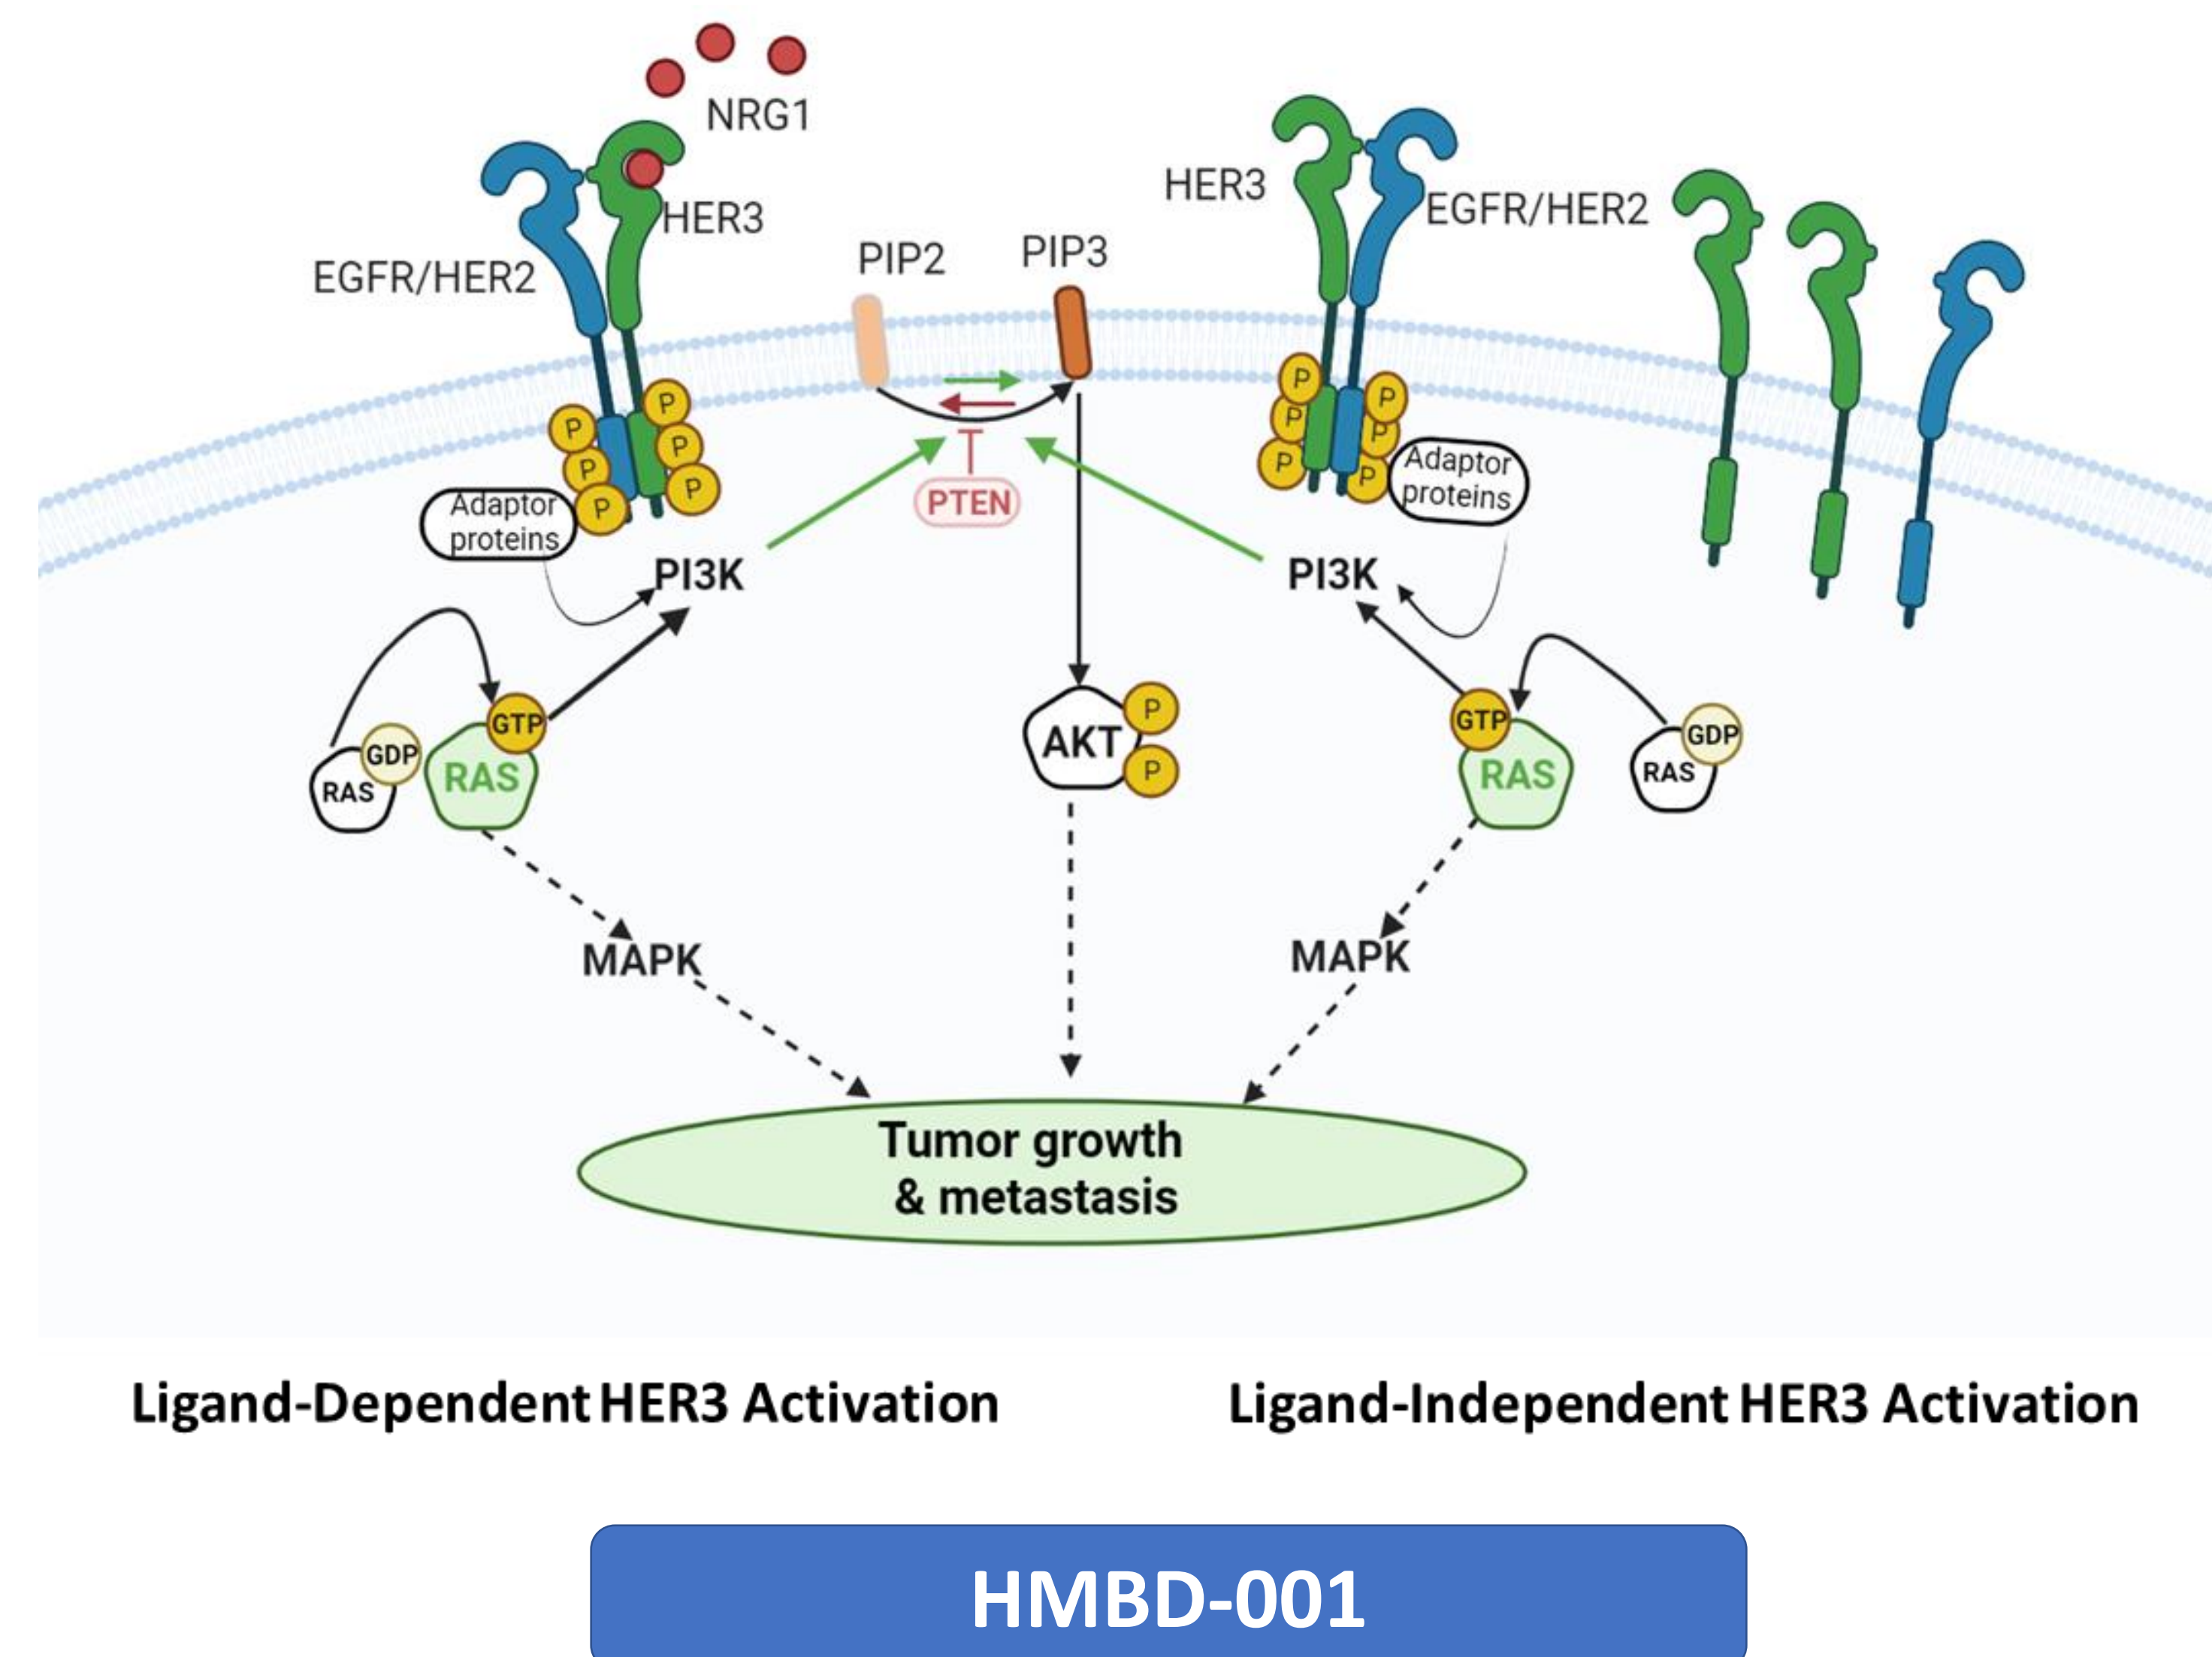 NRG1
HER3
EGFR/HER2
PIP2
PIP3
HER3
EGFR/HER2
P
P
P
P
P
P
P
P
P
P
P
P
Adaptor
proteins
PTEN
Adaptor
proteins
PI3K
PI3K
GTP
GDP
RAS
RAS
AKT
P
P
GTP
RAS
GDP
RAS
MAPK
MAPK
Tumor growth
& metastasis
Ligand-Dependent HER3 Activation
Ligand-Independent HER3 Activation
HMBD-001